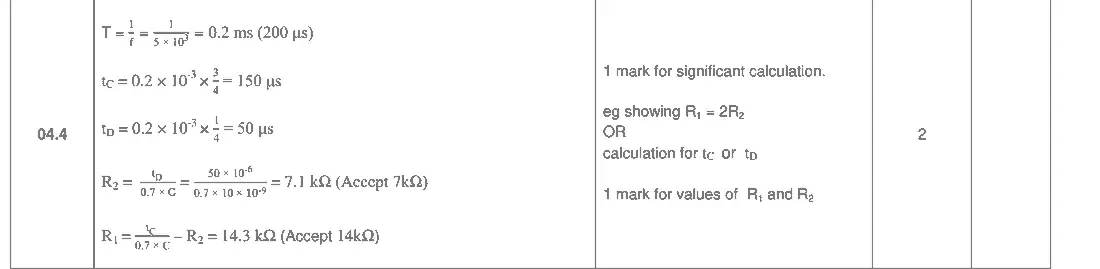 T = 1/f = 1/(5 × 10³) = 0.2 ms (200 µs)
tC = 0.2 × 10⁻³ × 3/4 = 150 µs
04.4
tD = 0.2 × 10⁻³ × 1/4 = 50 µs
R₂ = tD/(0.7 × C) = (50 × 10⁻⁶)/(0.7 × 10 × 10⁻⁹) = 7.1 kΩ (Accept 7kΩ)
R₁ = tC/(0.7 × C) – R₂ = 14.3 kΩ (Accept 14kΩ)
1 mark for significant calculation.
eg showing R₁ = 2R₂
OR
calculation for tC or tD
1 mark for values of R₁ and R₂
2